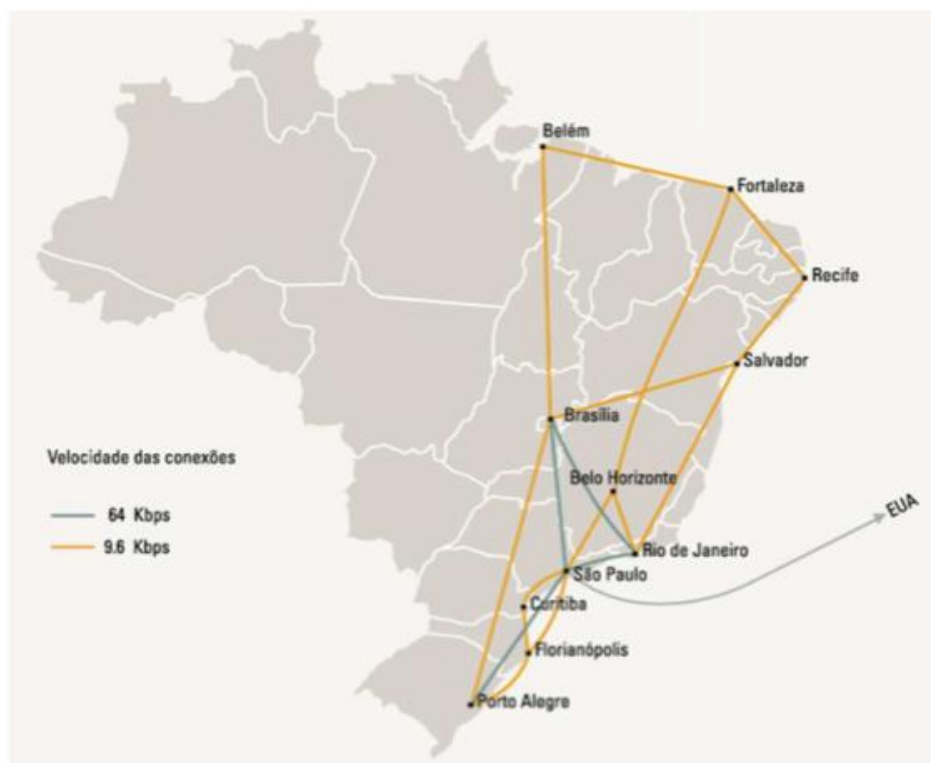 Belém
Fortaleza
Recife
Salvador
Brasília
Velocidade das conexões
Belo Horizonte
64 Kbps
EUA
9.6 Kbps
Rio de Janeiro
São Paulo
Curitiba
Florianópolis
Porto Alegre